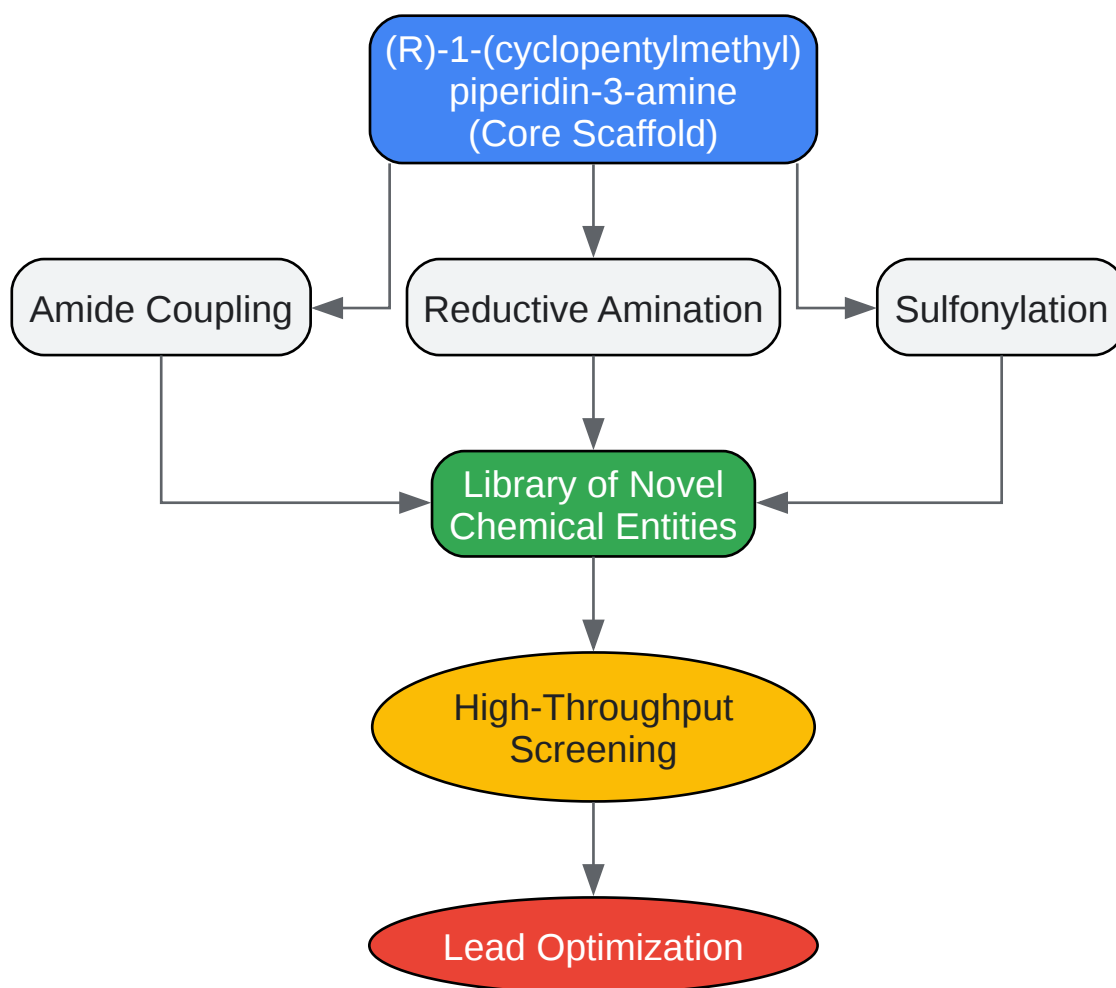 (R)-1-(cyclopentylmethyl)
piperidin-3-amine
(Core Scaffold)
Amide Coupling
Reductive Amination
Sulfonylation
Library of Novel
Chemical Entities
High-Throughput
Screening
Lead Optimization